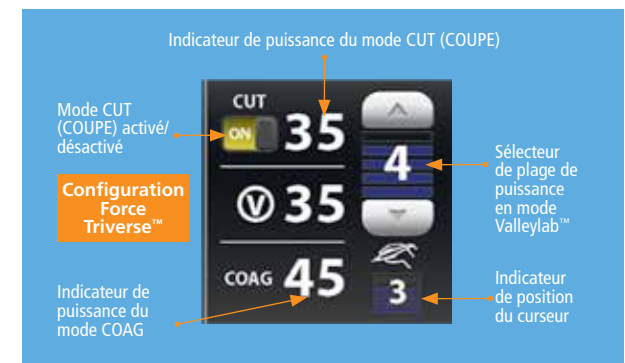 Indicateur de puissance du mode CUT (COUPE)
Mode CUT
(COUPE) activé/
désactivé
Configuration
Force
Triverse™
Indicateur de
puissance du
mode COAG
CUT
ON 35
V 35
COAG 45
4
3
Sélecteur
de plage de
puissance
en mode
Valleylab™
Indicateur
de position
du curseur